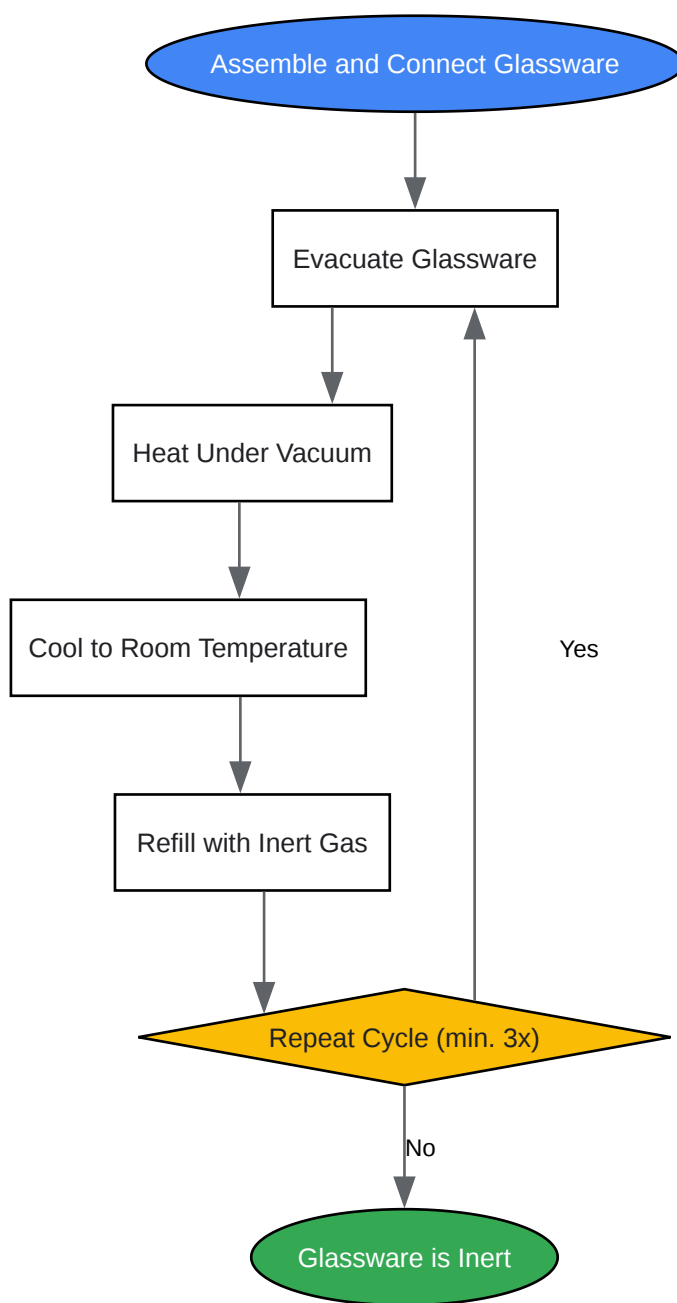 Assemble and Connect Glassware
Evacuate Glassware
Heat Under Vacuum
Cool to Room Temperature
Yes
Refill with Inert Gas
Repeat Cycle (min. 3x)
No
Glassware is Inert